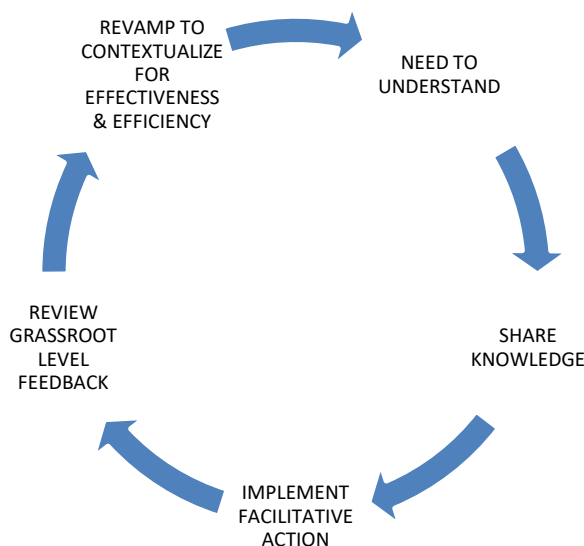 REVAMP TO
CONTEXTUALIZE
FOR
EFFECTIVENESS
& EFFICIENCY
NEED TO
UNDERSTAND
SHARE
KNOWLEDGE
IMPLEMENT
FACILITATIVE
ACTION
REVIEW
GRASSROOT
LEVEL
FEEDBACK